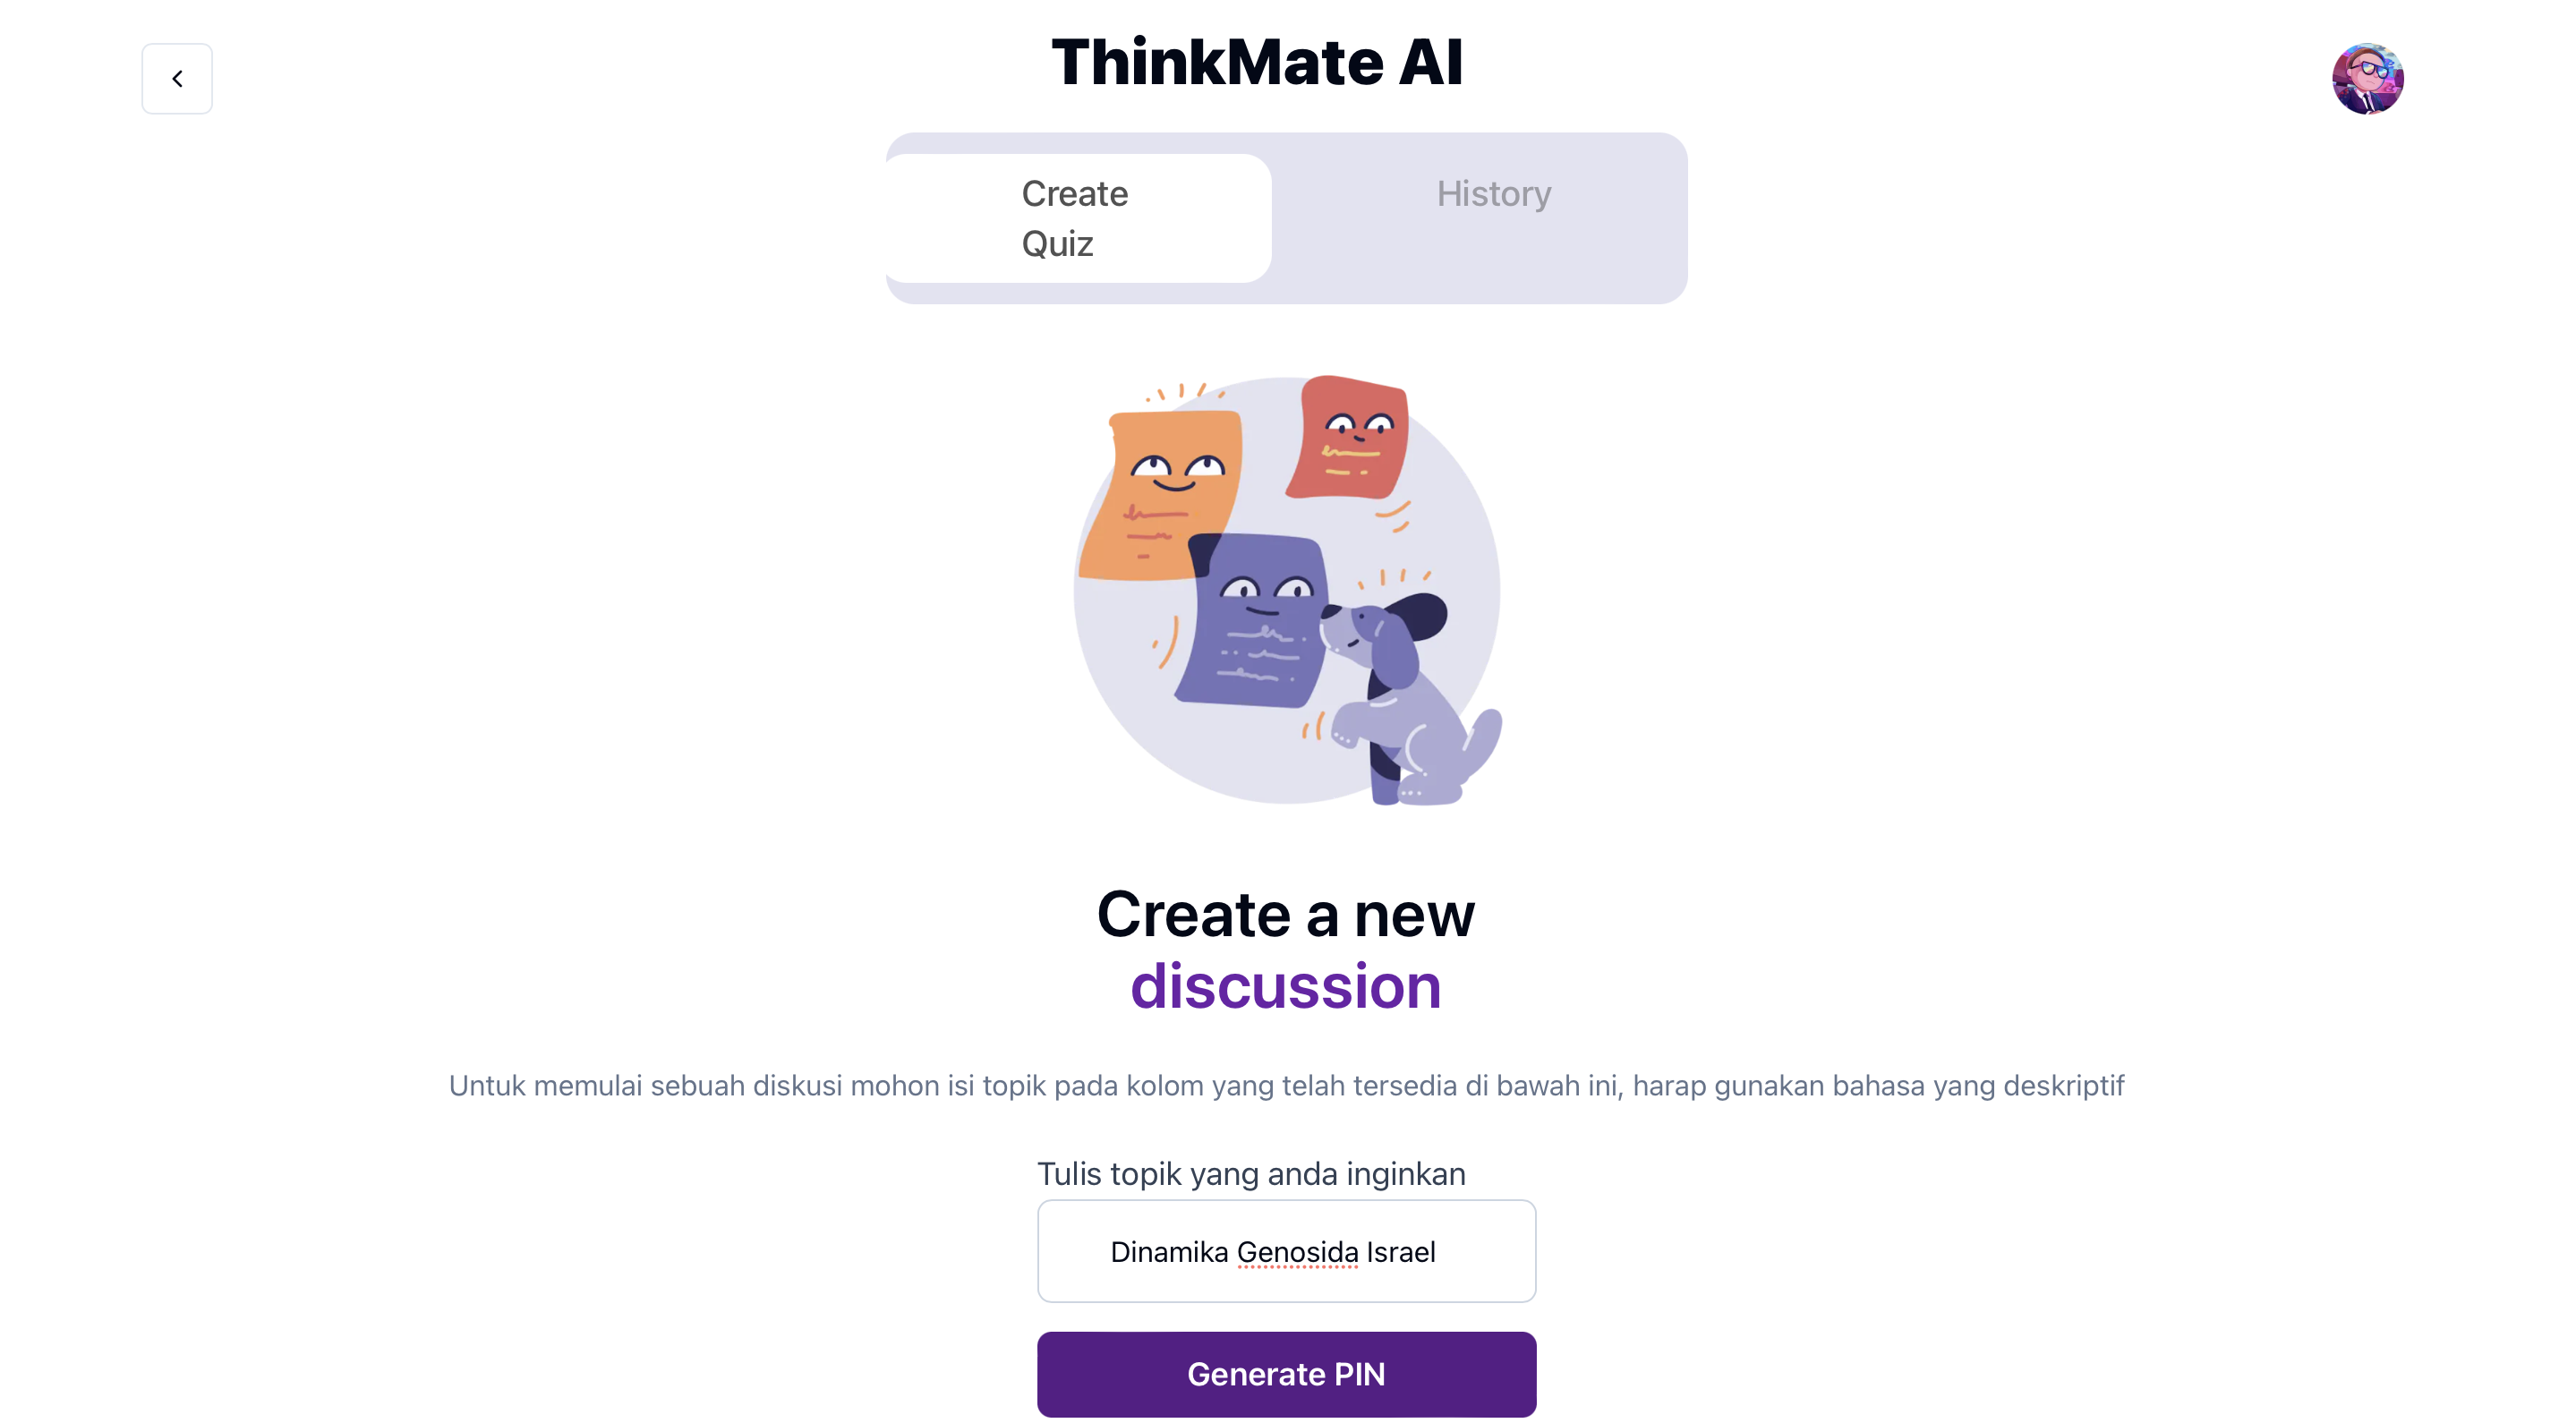 ThinkMate AI
Create
Quiz
History
Create a new
discussion
Untuk memulai sebuah diskusi mohon isi topik pada kolom yang telah tersedia di bawah ini, harap gunakan bahasa yang deskriptif
Tulis topik yang anda inginkan
Dinamika Genosida Israel
Generate PIN